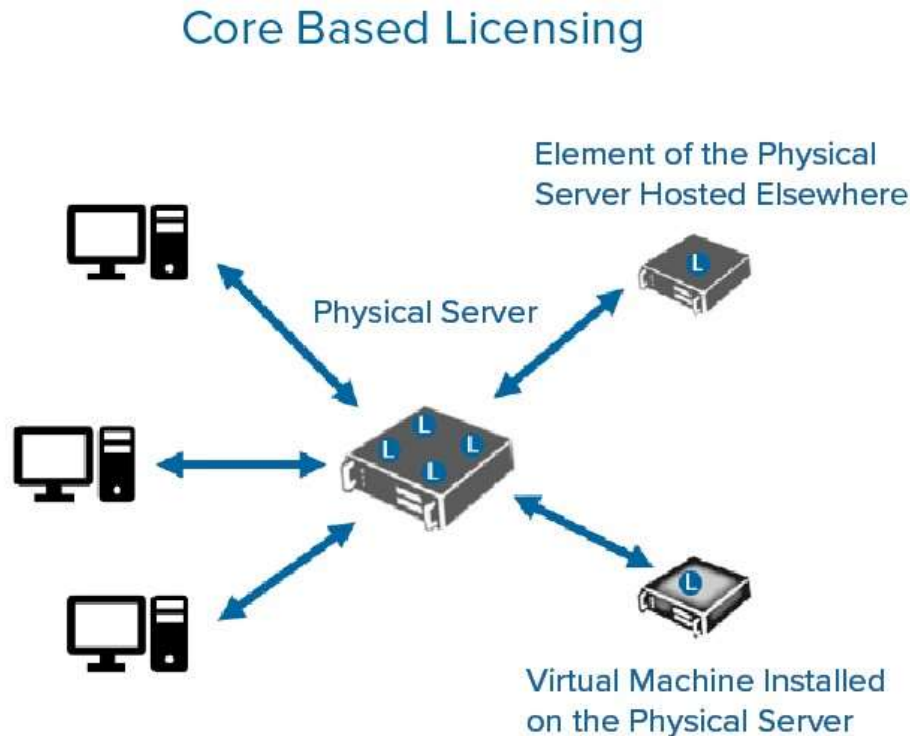 Core Based Licensing
Element of the Physical
Server Hosted Elsewhere
L
Physical Server
L
L
L
L
L
Virtual Machine Installed
on the Physical Server